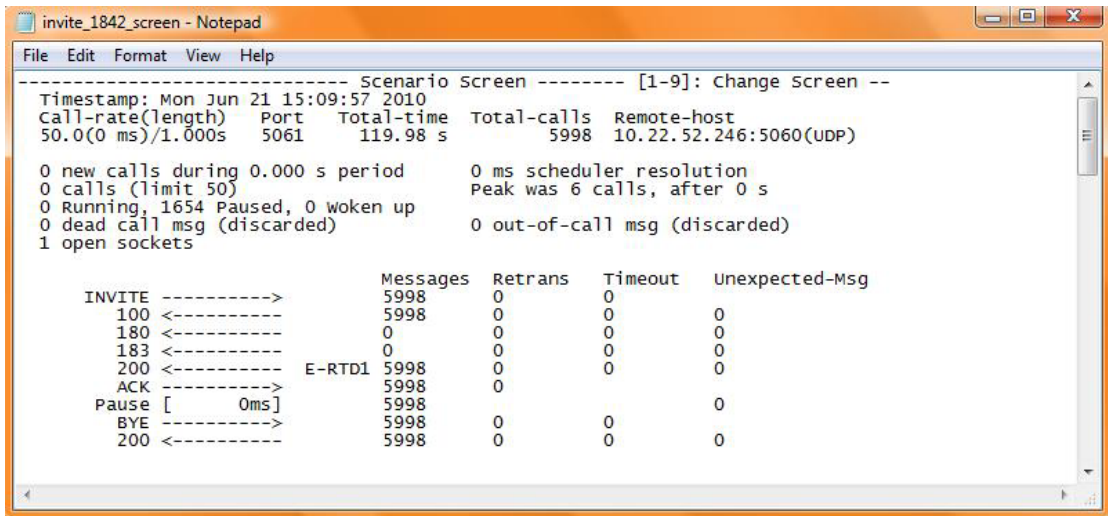 invite_1842_screen - Notepad
File Edit Format View Help
------------------------------ Scenario Screen -------- [1-9]: Change Screen --
  Timestamp: Mon Jun 21 15:09:57 2010
  Call-rate(length)   Port   Total-time  Total-calls  Remote-host
  50.0(0 ms)/1.000s   5061     119.98 s         5998  10.22.52.246:5060(UDP)

  0 new calls during 0.000 s period      0 ms scheduler resolution
  0 calls (limit 50)                     Peak was 6 calls, after 0 s
  0 Running, 1654 Paused, 0 Woken up
  0 dead call msg (discarded)            0 out-of-call msg (discarded)
  1 open sockets

                                 Messages  Retrans   Timeout   Unexpected-Msg
      INVITE ---------->         5998      0         0
         100 <----------         5998      0         0         0
         180 <----------         0         0         0         0
         183 <----------         0         0         0         0
         200 <----------  E-RTD1 5998      0         0         0
         ACK ---------->         5998      0
       Pause [      0ms]         5998                          0
         BYE ---------->         5998      0         0
         200 <----------         5998      0         0         0